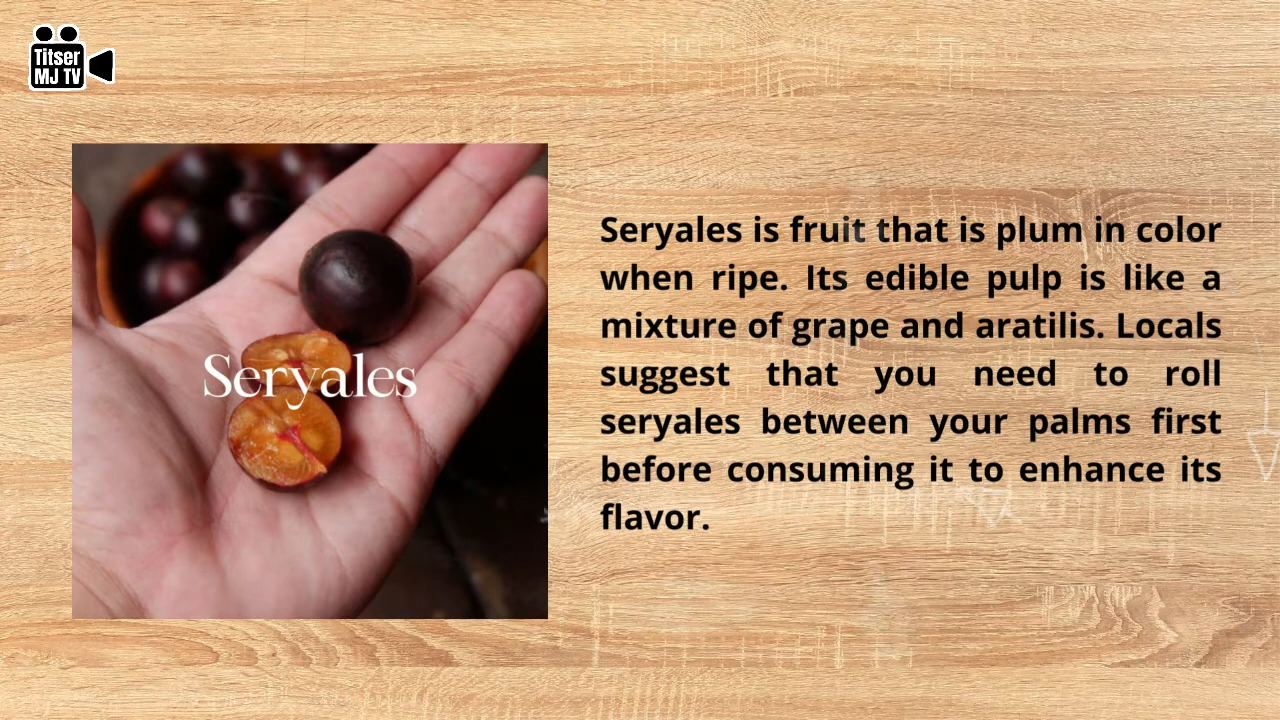 Titser
MJ TV
Seryales
Seryales is fruit that is plum in color
when ripe. Its edible pulp is like a
mixture of grape and aratilis. Locals
suggest that you need to roll
seryales between your palms first
before consuming it to enhance its
flavor.